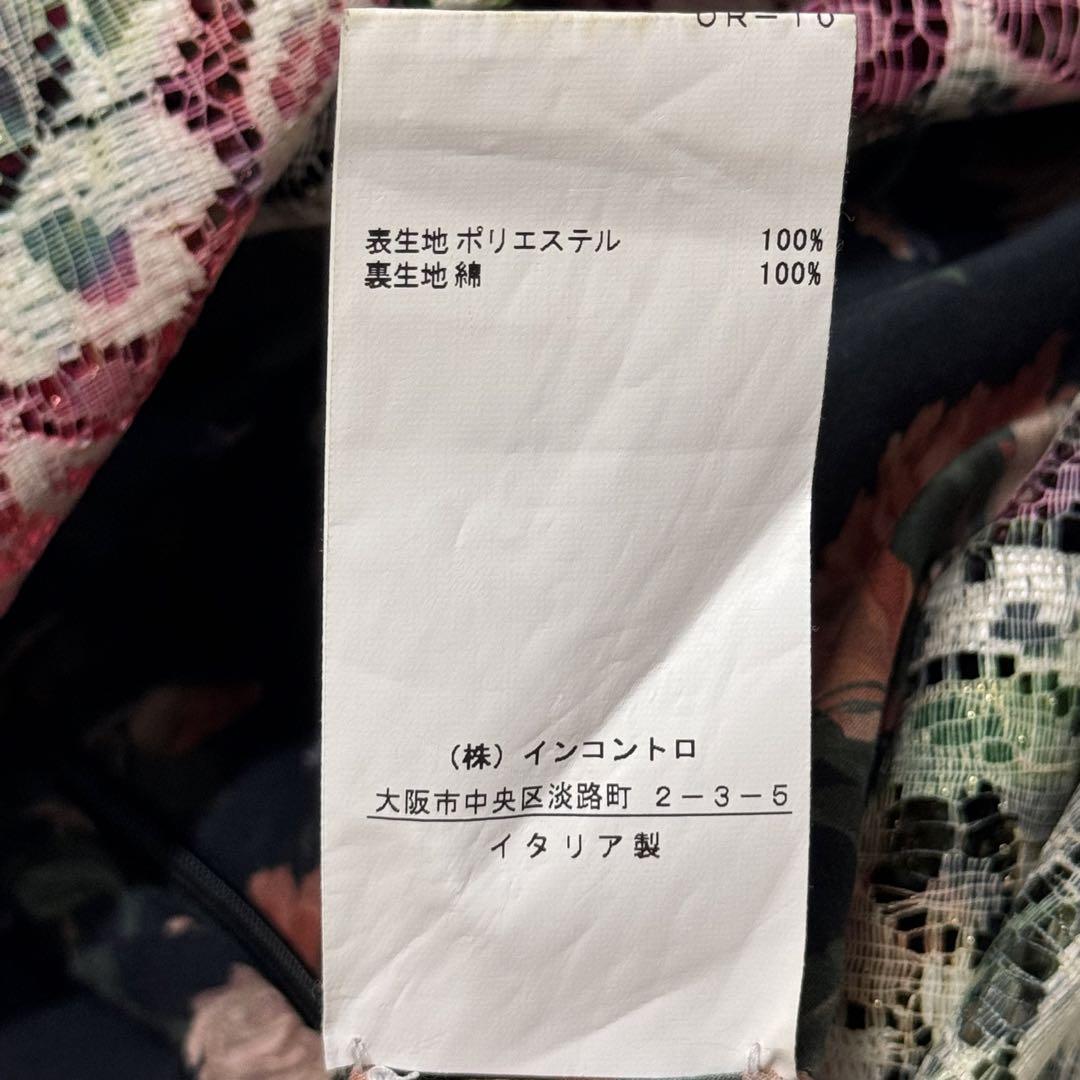 表生地 ポリエステル 100%
裏生地 綿 100%
(株) インコントロ
大阪市中央区淡路町 2-3-5
イタリア製